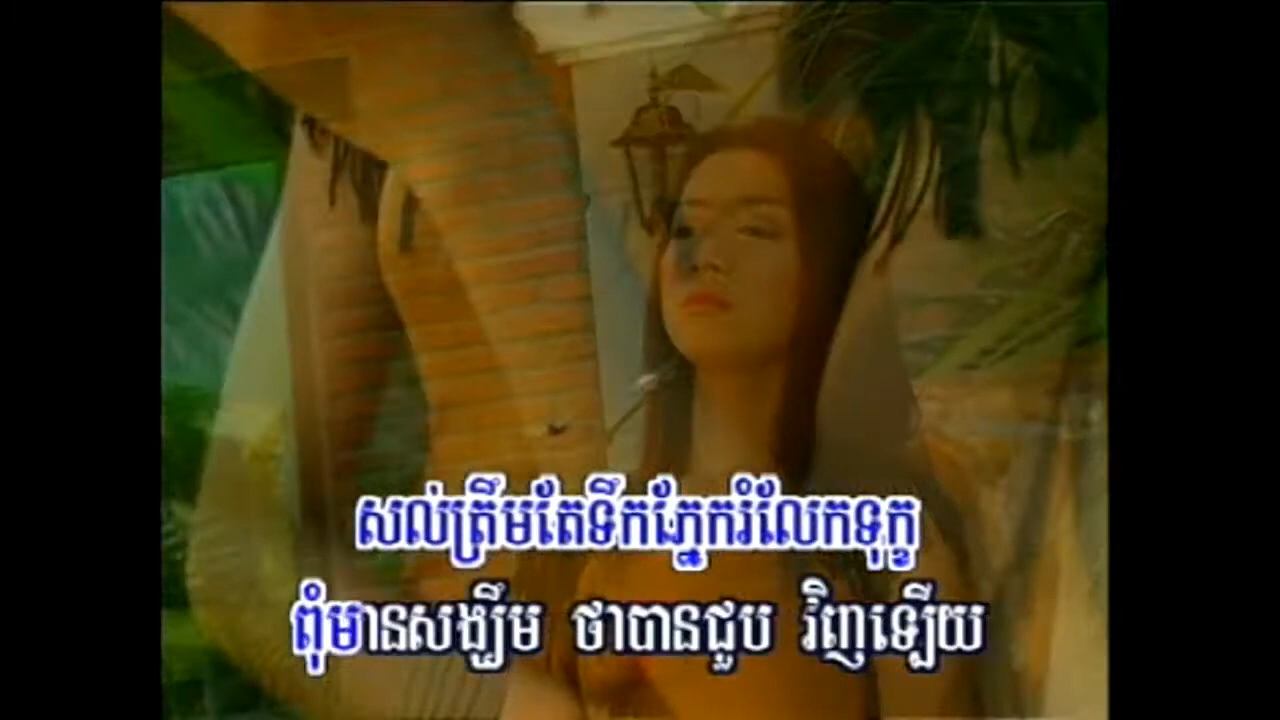 សល់ត្រឹមតែទឹកភ្នែករំលែកទុក្ខ
ពុំមានសង្ឃឹម ថាបានជួប វិញឡើយ